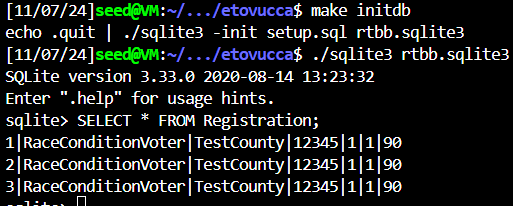 [11/07/24]seed@VM:~/.../etovucca$ make initdb
echo .quit | ./sqlite3 -init setup.sql rtbb.sqlite3
[11/07/24]seed@VM:~/.../etovucca$ ./sqlite3 rtbb.sqlite3
SQLite version 3.33.0 2020-08-14 13:23:32
Enter ".help" for usage hints.
sqlite> SELECT * FROM Registration;
1|RaceConditionVoter|TestCounty|12345|1|1|90
2|RaceConditionVoter|TestCounty|12345|1|1|90
3|RaceConditionVoter|TestCounty|12345|1|1|90
sqlite>